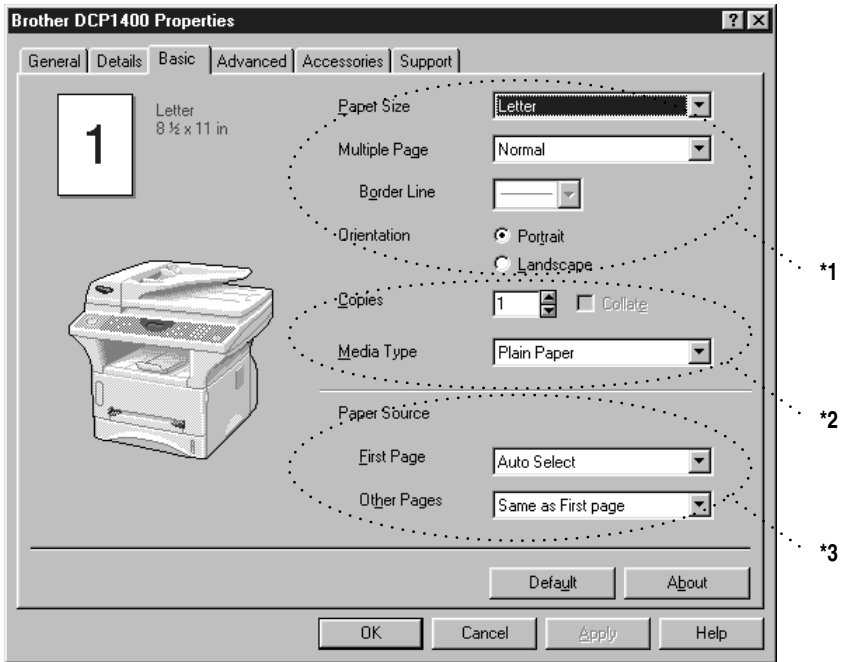 Brother DCP1400 Properties
General Details Basic Advanced Accessories Support
1
Letter
8 ½ x 11 in
Paper Size Letter
Multiple Page Normal
Border Line
Orientation Portrait
Landscape
*1
Copies 1 Collate
Media Type Plain Paper
*2
Paper Source
First Page Auto Select
Other Pages Same as First page
*3
Default About
OK Cancel Apply Help